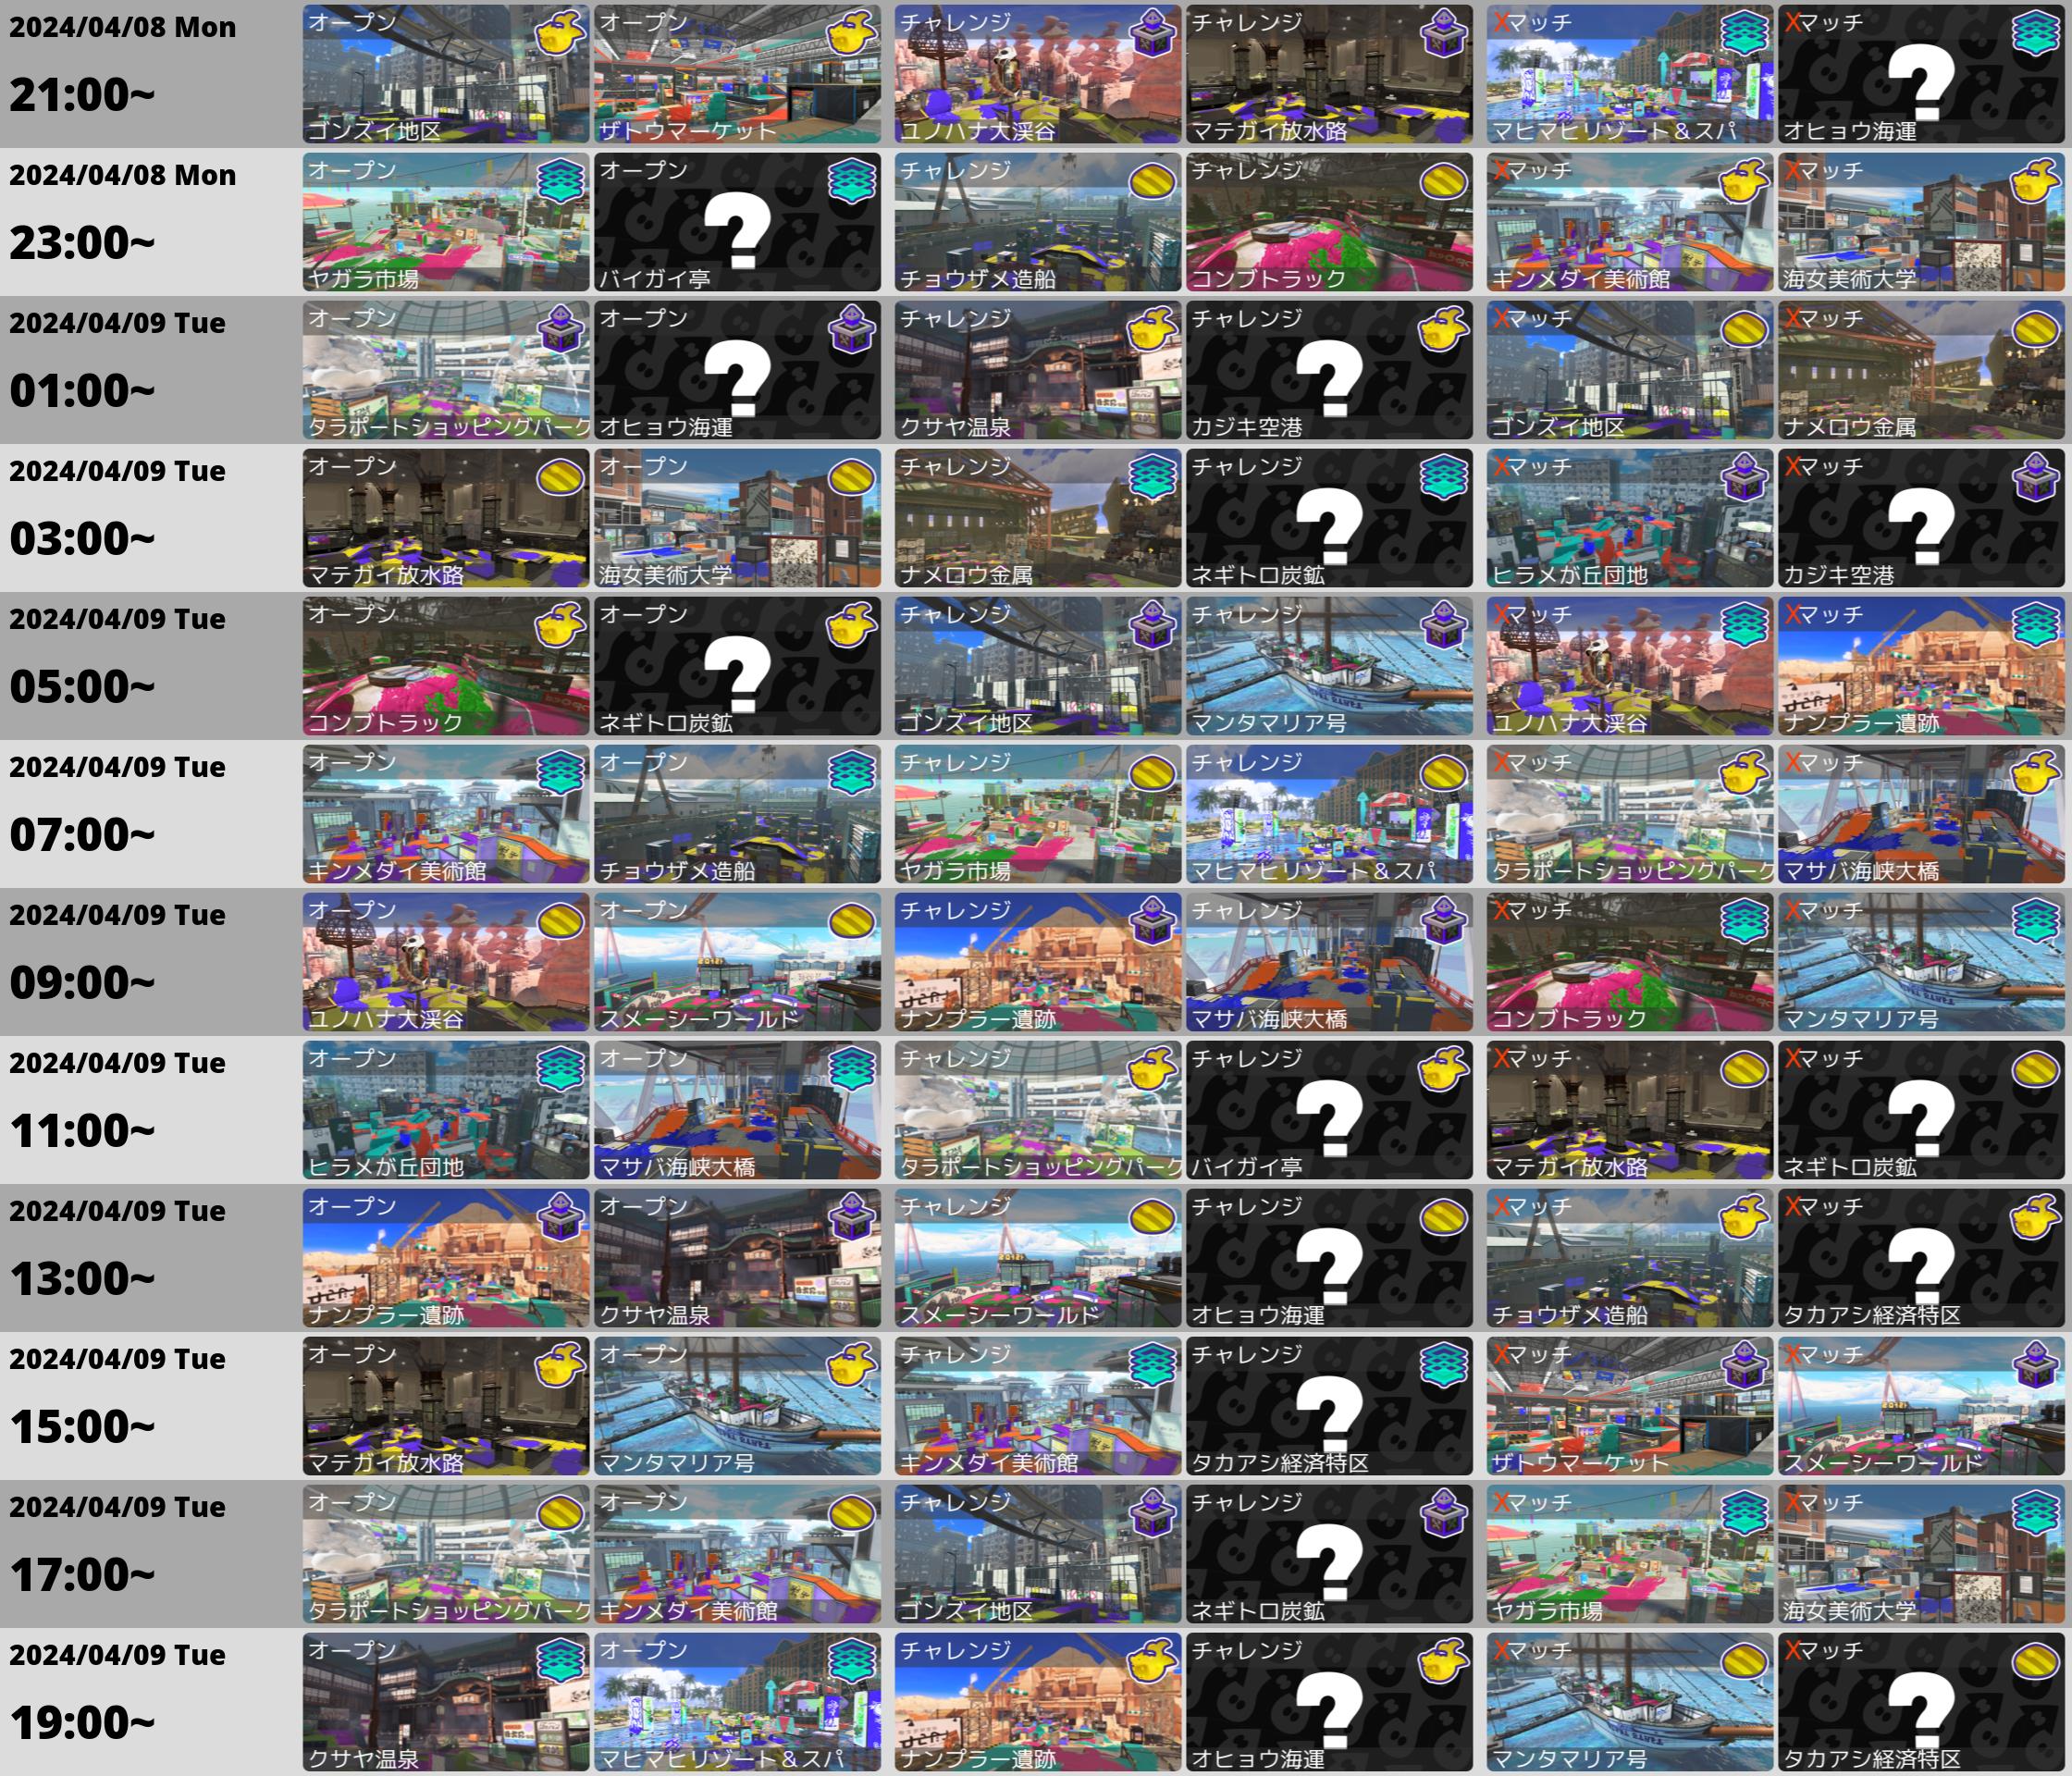 2024/04/08 Mon
21:00~
オープン オープン チャレンジ チャレンジ Xマッチ Xマッチ
ゴンズイ地区 ザトウマーケット ユノハナ大渓谷 マテガイ放水路 マヒマヒリゾート＆スパ オヒョウ海運
2024/04/08 Mon
23:00~
オープン オープン チャレンジ チャレンジ Xマッチ Xマッチ
ヤガラ市場 バイガイ亭 チョウザメ造船 コンブトラック キンメダイ美術館 海女美術大学
2024/04/09 Tue
01:00~
オープン オープン チャレンジ チャレンジ Xマッチ Xマッチ
タラポートショッピングパーク オヒョウ海運 クサヤ温泉 カジキ空港 ゴンズイ地区 ナメロウ金属
2024/04/09 Tue
03:00~
オープン オープン チャレンジ チャレンジ Xマッチ Xマッチ
マテガイ放水路 海女美術大学 ナメロウ金属 ネギトロ炭鉱 ヒラメが丘団地 カジキ空港
2024/04/09 Tue
05:00~
オープン オープン チャレンジ チャレンジ Xマッチ Xマッチ
コンブトラック ネギトロ炭鉱 ゴンズイ地区 マンタマリア号 ユノハナ大渓谷 ナンプラー遺跡
2024/04/09 Tue
07:00~
オープン オープン チャレンジ チャレンジ Xマッチ Xマッチ
キンメダイ美術館 チョウザメ造船 ヤガラ市場 マヒマヒリゾート＆スパ タラポートショッピングパーク マサバ海峡大橋
2024/04/09 Tue
09:00~
オープン オープン チャレンジ チャレンジ Xマッチ Xマッチ
ユノハナ大渓谷 スメーシーワールド ナンプラー遺跡 マサバ海峡大橋 コンブトラック マンタマリア号
2024/04/09 Tue
11:00~
オープン オープン チャレンジ チャレンジ Xマッチ Xマッチ
ヒラメが丘団地 マサバ海峡大橋 タラポートショッピングパーク バイガイ亭 マテガイ放水路 ネギトロ炭鉱
2024/04/09 Tue
13:00~
オープン オープン チャレンジ チャレンジ Xマッチ Xマッチ
ナンプラー遺跡 クサヤ温泉 スメーシーワールド オヒョウ海運 チョウザメ造船 タカアシ経済特区
2024/04/09 Tue
15:00~
オープン オープン チャレンジ チャレンジ Xマッチ Xマッチ
マテガイ放水路 マンタマリア号 キンメダイ美術館 タカアシ経済特区 ザトウマーケット スメーシーワールド
2024/04/09 Tue
17:00~
オープン オープン チャレンジ チャレンジ Xマッチ Xマッチ
タラポートショッピングパーク キンメダイ美術館 ゴンズイ地区 ネギトロ炭鉱 ヤガラ市場 海女美術大学
2024/04/09 Tue
19:00~
オープン オープン チャレンジ チャレンジ Xマッチ Xマッチ
クサヤ温泉 マヒマヒリゾート＆スパ ナンプラー遺跡 オヒョウ海運 マンタマリア号 タカアシ経済特区